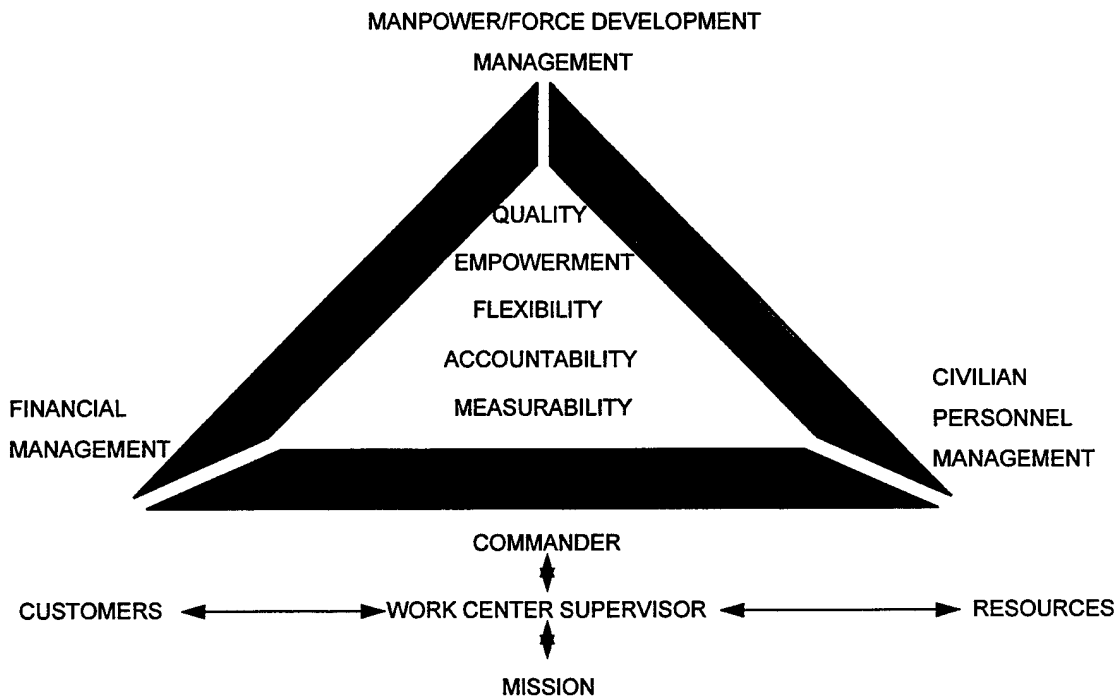 MANPOWER/FORCE DEVELOPMENT
MANAGEMENT
QUALITY
EMPOWERMENT
FLEXIBILITY
ACCOUNTABILITY
MEASURABILITY
FINANCIAL
MANAGEMENT
CIVILIAN
PERSONNEL
MANAGEMENT
COMMANDER
CUSTOMERS WORK CENTER SUPERVISOR RESOURCES
MISSION